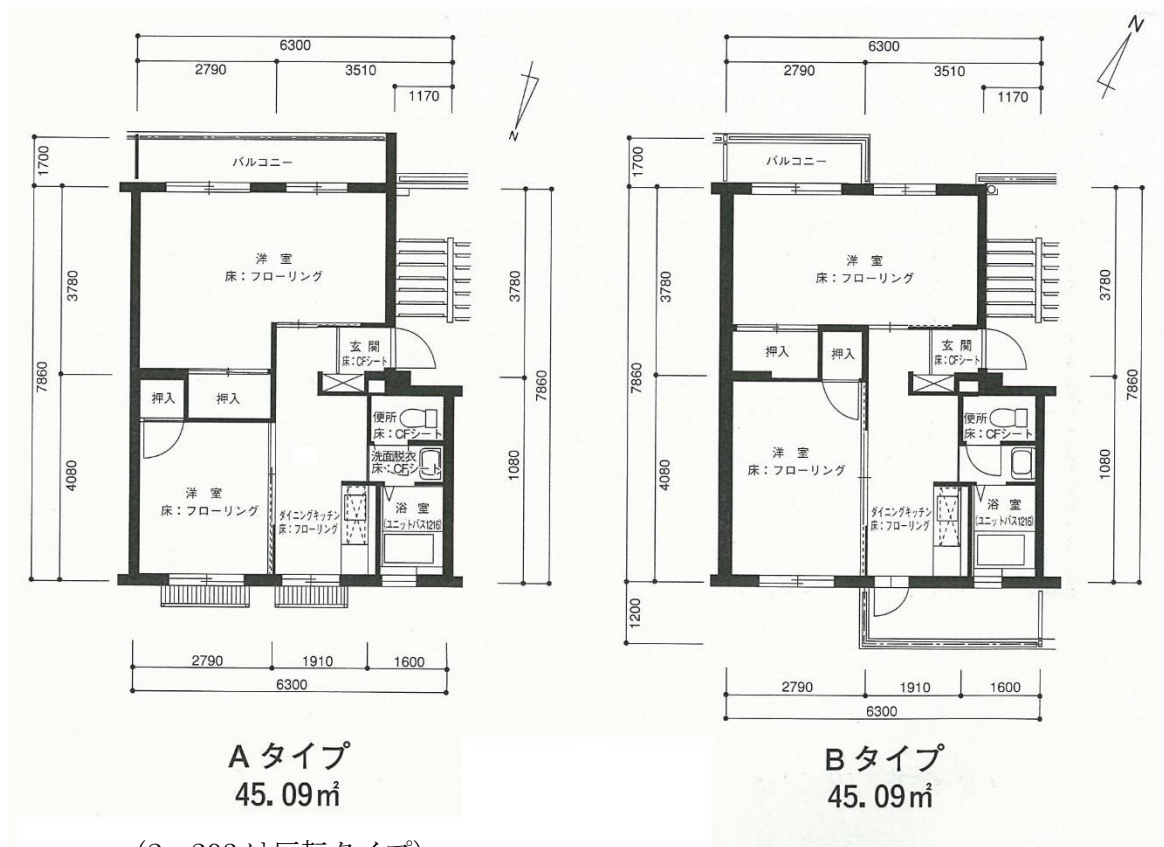 6300
2790
3510
1170
N
1700
バルコニー
3780
7860
洋 室
床：フローリング
3780
玄 関
床：CFシート
押入
押入
便所
床：CFシート
洗面脱衣
床：CFシート
4080
7860
1080
洋 室
床：フローリング
ダイニングキッチン
床：フローリング
浴 室
(ユニットバス1216)
2790
1910
1600
6300
A タイプ
45.09㎡
6300
2790
3510
1170
N
1700
バルコニー
洋 室
床：フローリング
3780
3780
玄 関
床：CFシート
押入
押入
7860
7860
便所
床：CFシート
洋 室
床：フローリング
4080
1080
ダイニングキッチン
床：フローリング
浴 室
(ユニットバス1216)
1200
2790
1910
1600
6300
B タイプ
45.09㎡